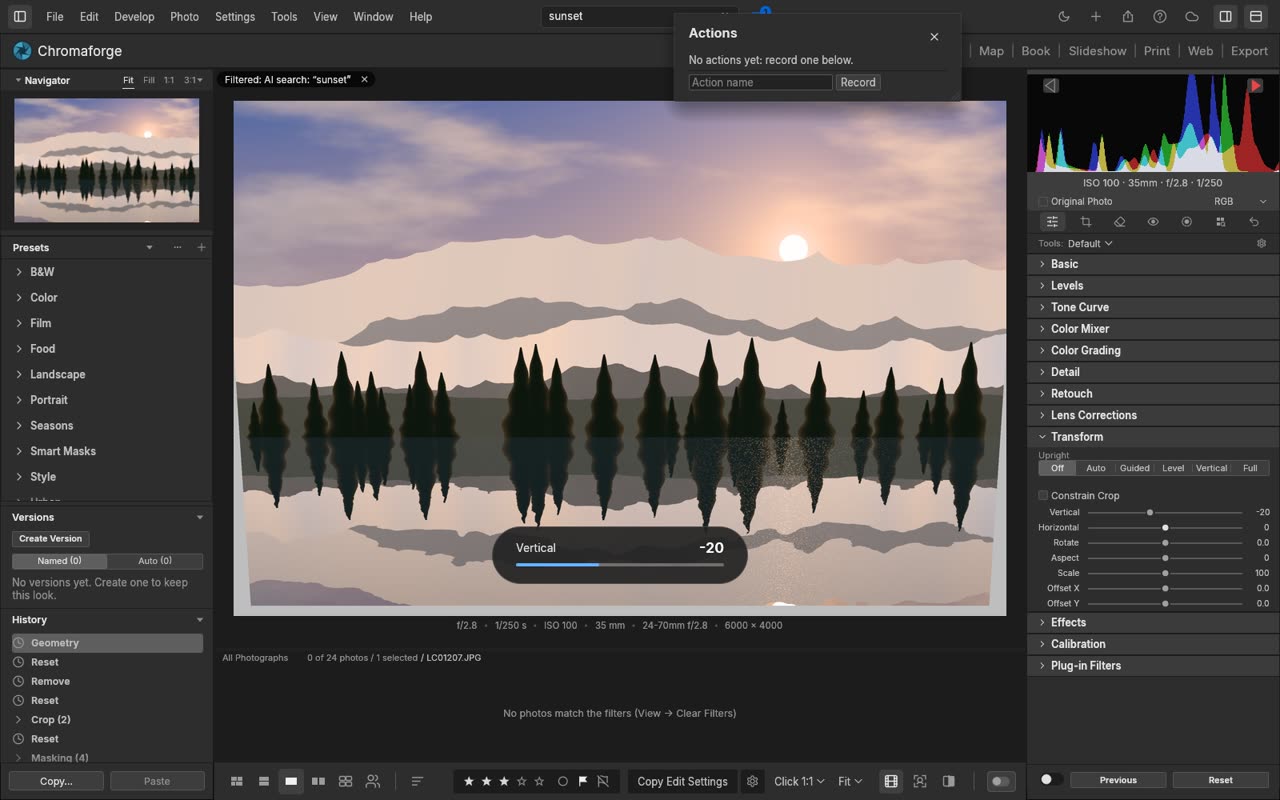 File Edit Develop Photo Settings Tools View Window Help
sunset
Chromaforge
Map Book Slideshow Print Web Export
Actions
No actions yet: record one below.
Action name Record
Navigator Fit Fill 1:1 3:1
Filtered: AI search: “sunset”
Presets
B&W
Color
Film
Food
Landscape
Portrait
Seasons
Smart Masks
Style
Versions
Create Version
Named (0) Auto (0)
No versions yet. Create one to keep
this look.
History
Geometry
Reset
Remove
Reset
Crop (2)
Reset
Masking (4)
Copy... Paste
Vertical -20
f/2.8 • 1/250 s • ISO 100 • 35 mm • 24-70mm f/2.8 • 6000 × 4000
All Photographs 0 of 24 photos / 1 selected / LC01207.JPG
No photos match the filters (View → Clear Filters)
Copy Edit Settings Click 1:1 Fit
ISO 100 · 35mm · f/2.8 · 1/250
Original Photo RGB
Tools: Default
Basic
Levels
Tone Curve
Color Mixer
Color Grading
Detail
Retouch
Lens Corrections
Transform
Upright
Off Auto Guided Level Vertical Full
Constrain Crop
Vertical -20
Horizontal 0
Rotate 0.0
Aspect 0
Scale 100
Offset X 0.0
Offset Y 0.0
Effects
Calibration
Plug-in Filters
Previous Reset